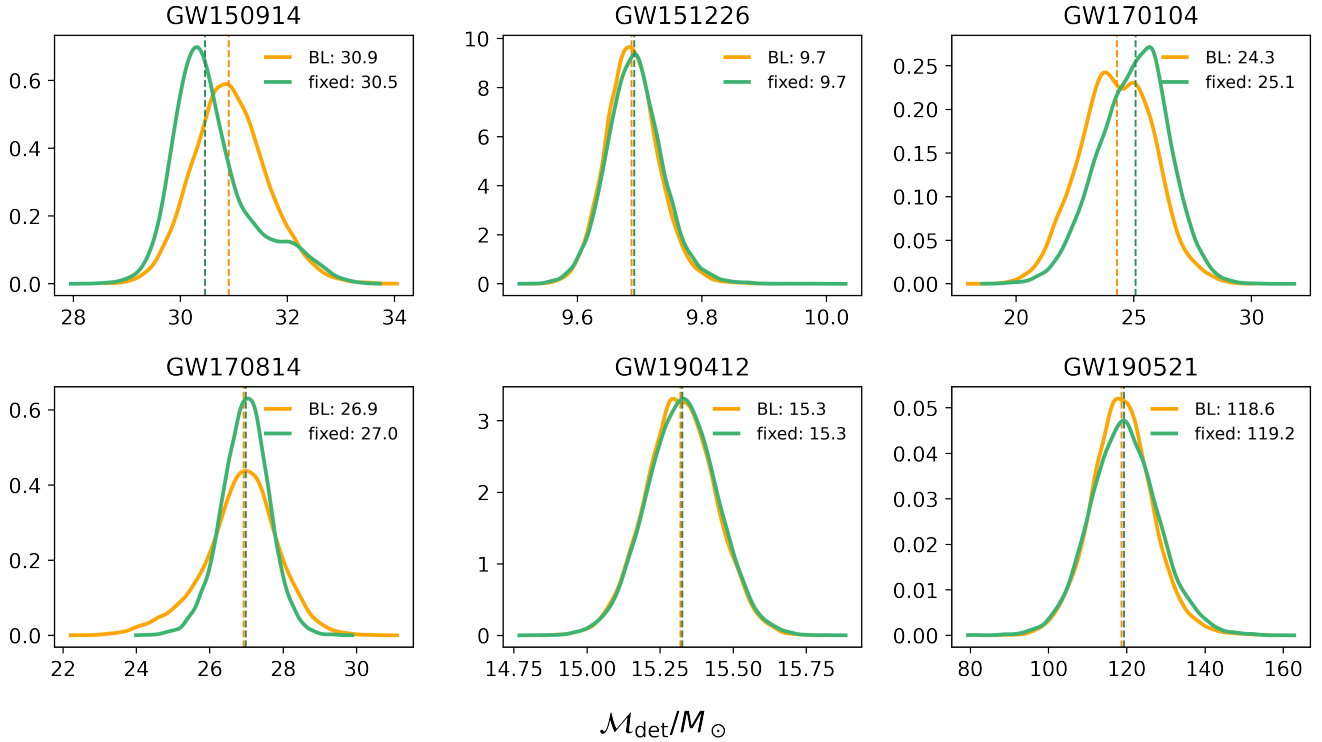 GW150914
BL: 30.9
fixed: 30.5
0.6
0.4
0.2
0.0
28 30 32 34
GW151226
BL: 9.7
fixed: 9.7
10
8
6
4
2
0
9.6 9.8 10.0
GW170104
BL: 24.3
fixed: 25.1
0.25
0.20
0.15
0.10
0.05
0.00
20 25 30
GW170814
BL: 26.9
fixed: 27.0
0.6
0.4
0.2
0.0
22 24 26 28 30
GW190412
BL: 15.3
fixed: 15.3
3
2
1
0
14.75 15.00 15.25 15.50 15.75
GW190521
BL: 118.6
fixed: 119.2
0.05
0.04
0.03
0.02
0.01
0.00
80 100 120 140 160
ℳdet/M⊙